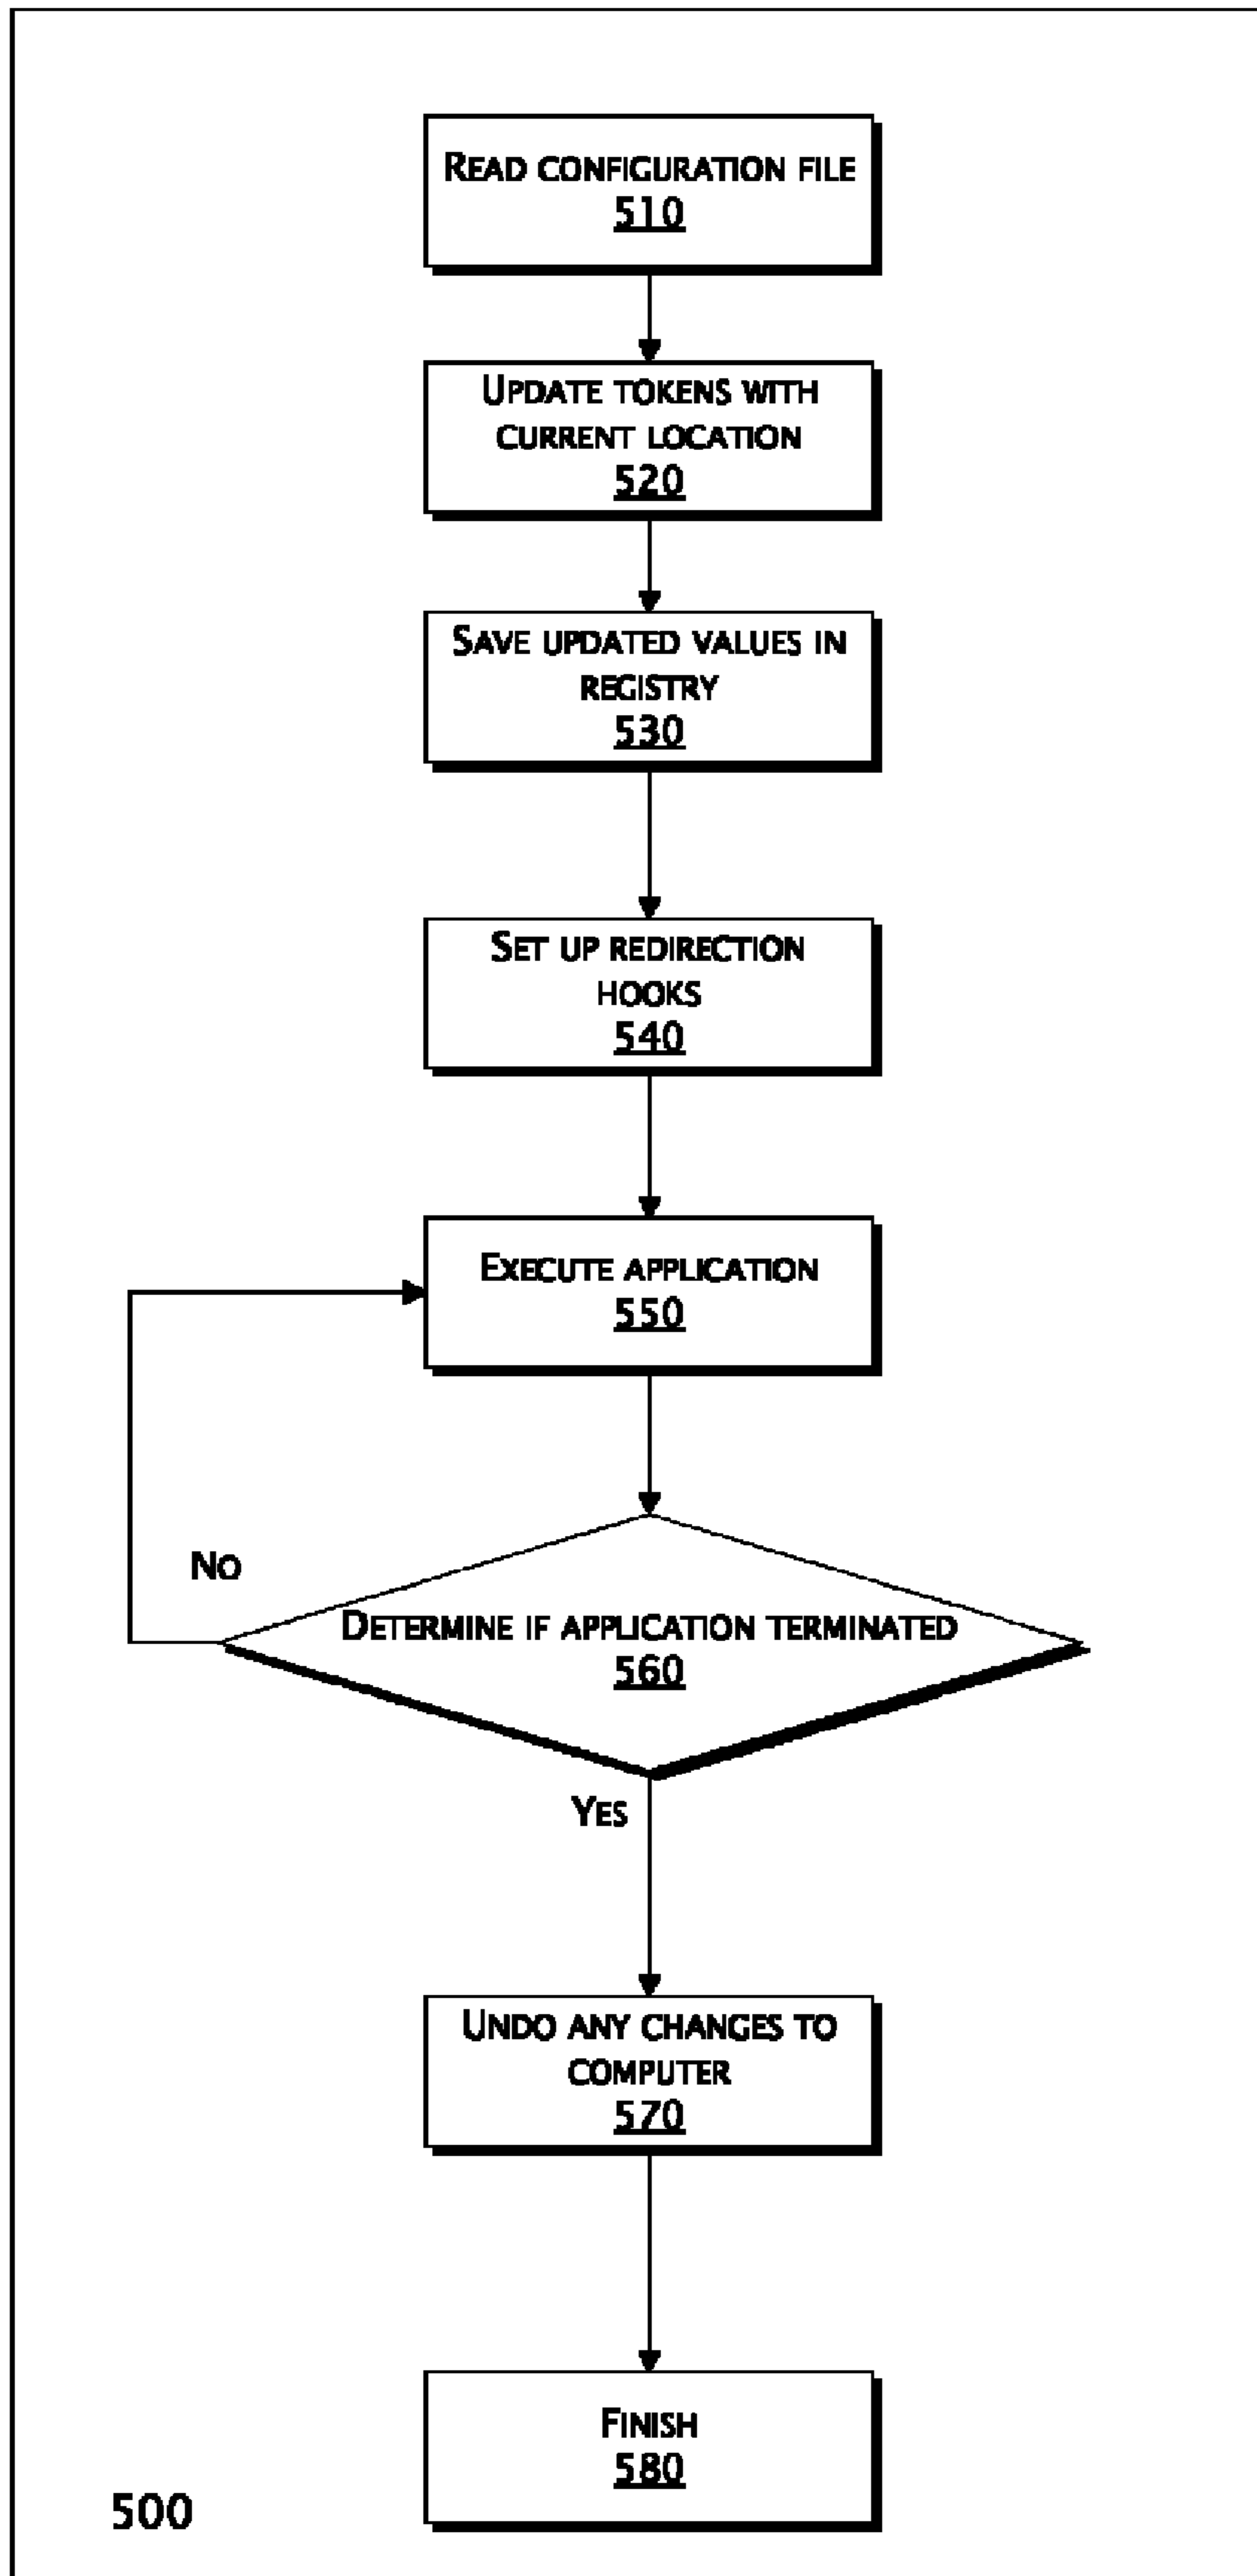 READ CONFIGURATION FILE
510
UPDATE TOKENS WITH
CURRENT LOCATION
520
SAVE UPDATED VALUES IN
REGISTRY
530
SET UP REDIRECTION
HOOKS
540
EXECUTE APPLICATION
550
NO
DETERMINE IF APPLICATION TERMINATED
560
YES
UNDO ANY CHANGES TO
COMPUTER
570
FINISH
580
500